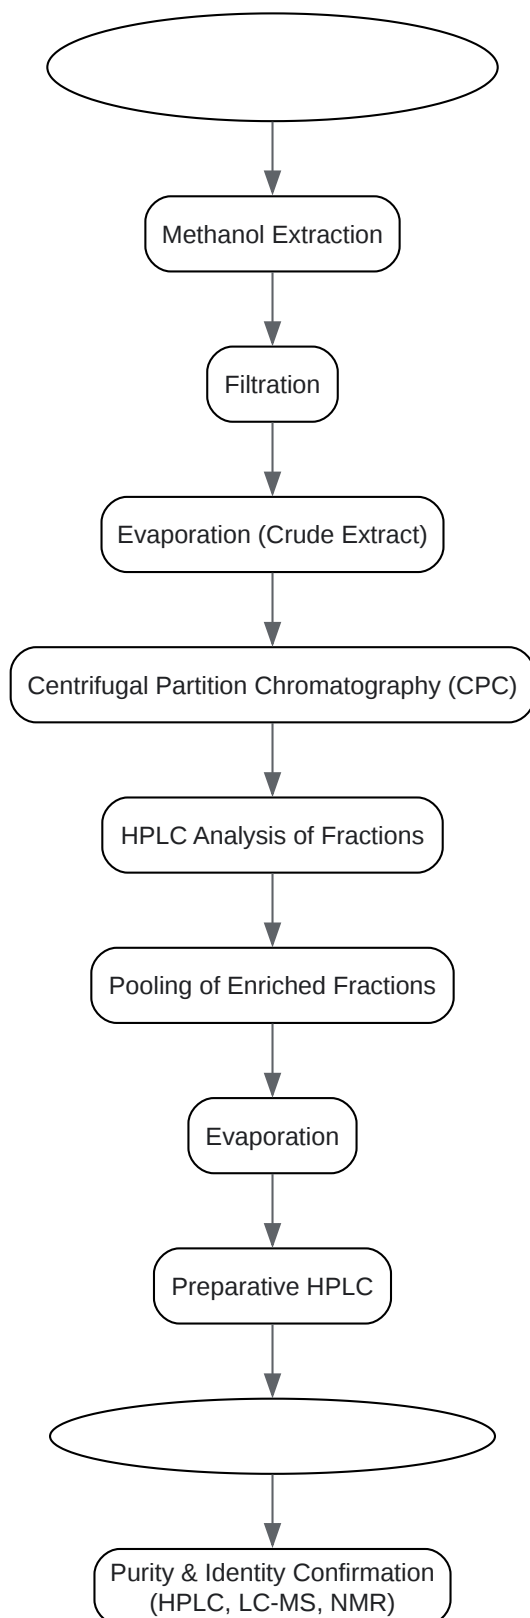 Methanol Extraction
Filtration
Evaporation (Crude Extract)
Centrifugal Partition Chromatography (CPC)
HPLC Analysis of Fractions
Pooling of Enriched Fractions
Evaporation
Preparative HPLC
Purity & Identity Confirmation
(HPLC, LC-MS, NMR)